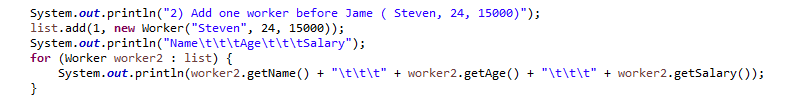 System.out.println("2) Add one worker before Jame ( Steven, 24, 15000)");
list.add(1, new Worker("Steven", 24, 15000));
System.out.println("Name\t\t\tAge\t\t\tSalary");
for (Worker worker2 : list) {
    System.out.println(worker2.getName() + "\t\t\t" + worker2.getAge() + "\t\t\t" + worker2.getSalary());
}